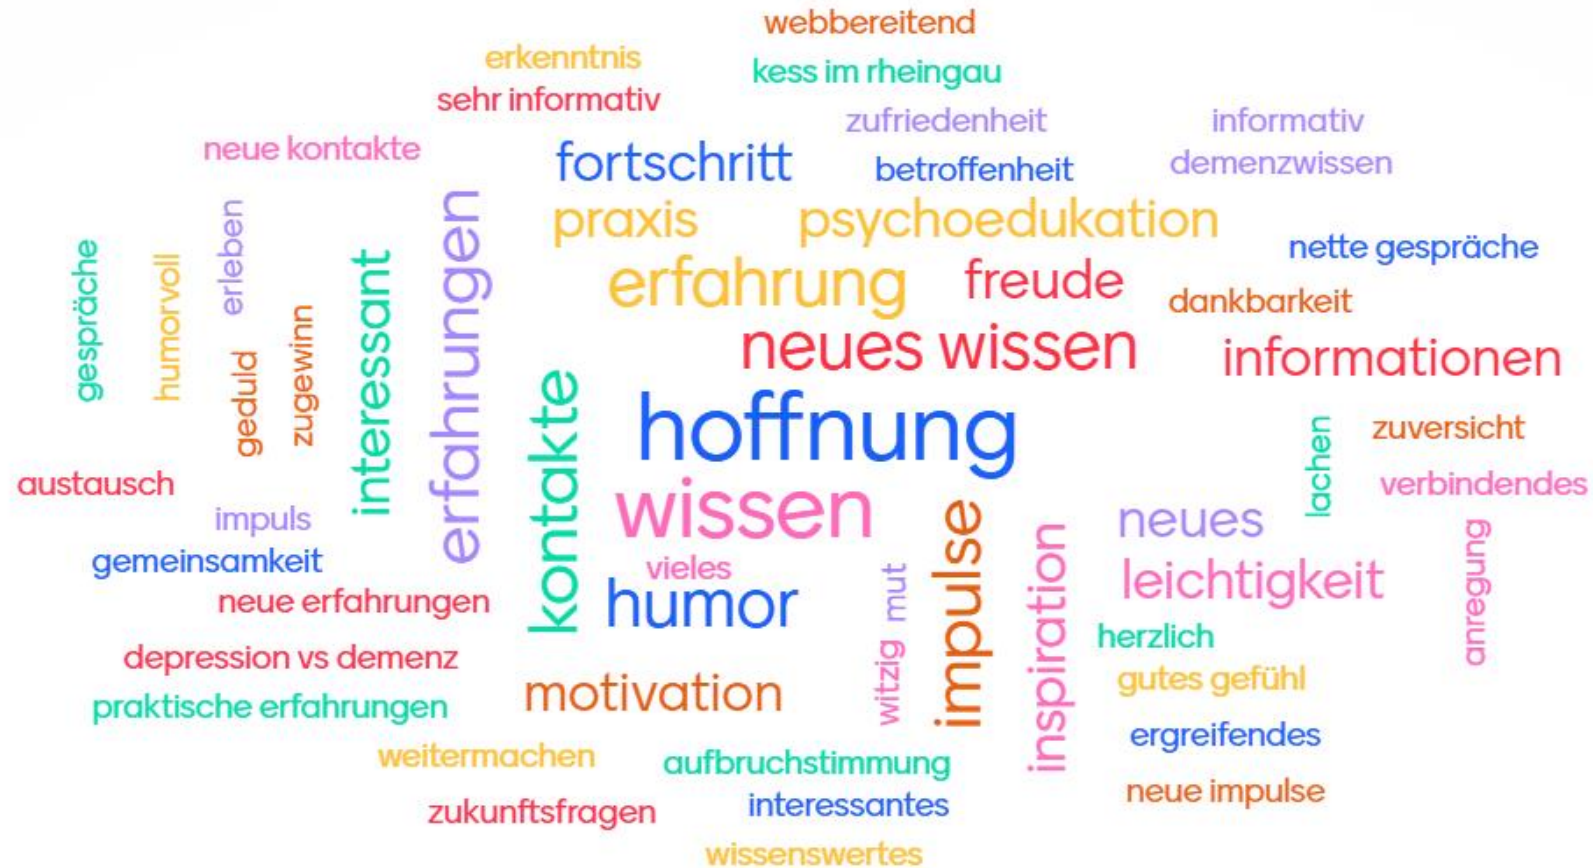 webbereitend
erkenntnis
kess im rheingau
sehr informativ
zufriedenheit
informativ
neue kontakte
fortschritt
betroffenheit
demenzwissen
praxis
psychoedukation
nette gespräche
gespräche
humorvoll
erleben
interessant
erfahrungen
erfahrung
freude
dankbarkeit
geduld
zugewinn
neues wissen
informationen
kontakte
hoffnung
lachen
zuversicht
austausch
wissen
verbindendes
impuls
neues
gemeinsamkeit
vieles
mut
impulse
inspiration
leichtigkeit
anregung
neue erfahrungen
humor
herzlich
depression vs demenz
witzig
gutes gefühl
motivation
praktische erfahrungen
ergreifendes
weitermachen
aufbruchstimmung
neue impulse
zukunftsfragen
interessantes
wissenswertes